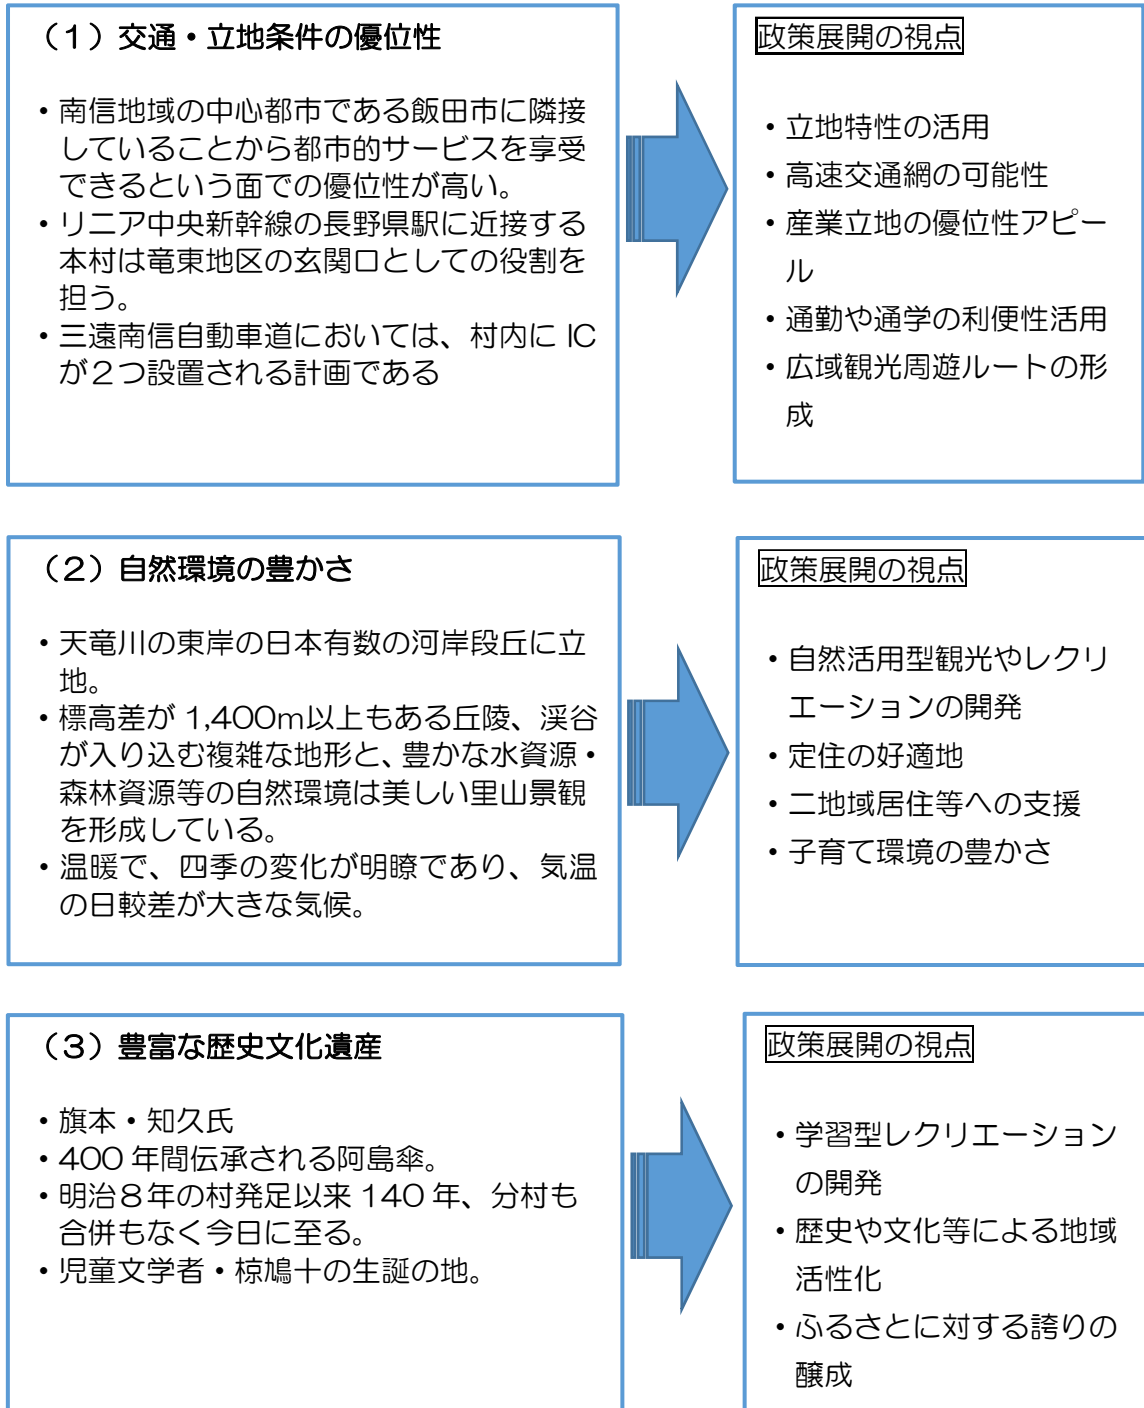 （１）交通・立地条件の優位性
・南信地域の中心都市である飯田市に隣接
していることから都市的サービスを享受
できるという面での優位性が高い。
・リニア中央新幹線の長野県駅に近接する
本村は竜東地区の玄関口としての役割を
担う。
・三遠南信自動車道においては、村内に IC
が２つ設置される計画である
政策展開の視点
・立地特性の活用
・高速交通網の可能性
・産業立地の優位性アピー
ル
・通勤や通学の利便性活用
・広域観光周遊ルートの形
成
（２）自然環境の豊かさ
・天竜川の東岸の日本有数の河岸段丘に立
地。
・標高差が 1,400ｍ以上もある丘陵、渓谷
が入り込む複雑な地形と、豊かな水資源・
森林資源等の自然環境は美しい里山景観
を形成している。
・温暖で、四季の変化が明瞭であり、気温
の日較差が大きな気候。
政策展開の視点
・自然活用型観光やレクリ
エーションの開発
・定住の好適地
・二地域居住等への支援
・子育て環境の豊かさ
（３）豊富な歴史文化遺産
・旗本・知久氏
・400 年間伝承される阿島傘。
・明治８年の村発足以来 140 年、分村も
合併もなく今日に至る。
・児童文学者・椋鳩十の生誕の地。
政策展開の視点
・学習型レクリエーション
の開発
・歴史や文化等による地域
活性化
・ふるさとに対する誇りの
醸成